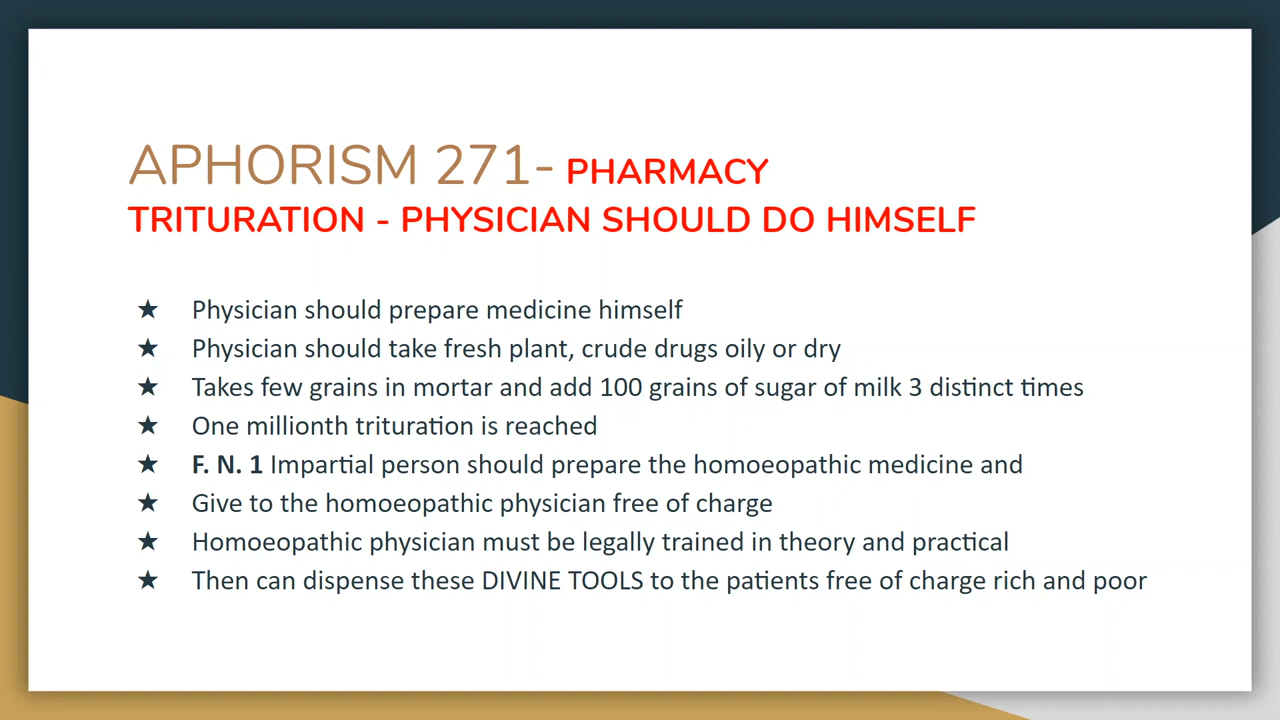 APHORISM 271- PHARMACY
TRITURATION - PHYSICIAN SHOULD DO HIMSELF
★ Physician should prepare medicine himself
★ Physician should take fresh plant, crude drugs oily or dry
★ Takes few grains in mortar and add 100 grains of sugar of milk 3 distinct times
★ One millionth trituration is reached
★ F. N. 1 Impartial person should prepare the homoeopathic medicine and
★ Give to the homoeopathic physician free of charge
★ Homoeopathic physician must be legally trained in theory and practical
★ Then can dispense these DIVINE TOOLS to the patients free of charge rich and poor